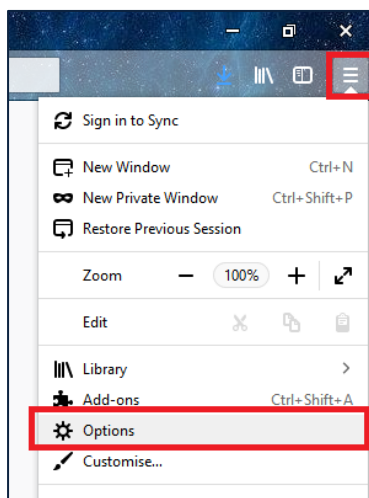 Sign in to Sync
New Window Ctrl+N
New Private Window Ctrl+Shift+P
Restore Previous Session
Zoom 100%
Edit
Library
Add-ons Ctrl+Shift+A
Options
Customise...